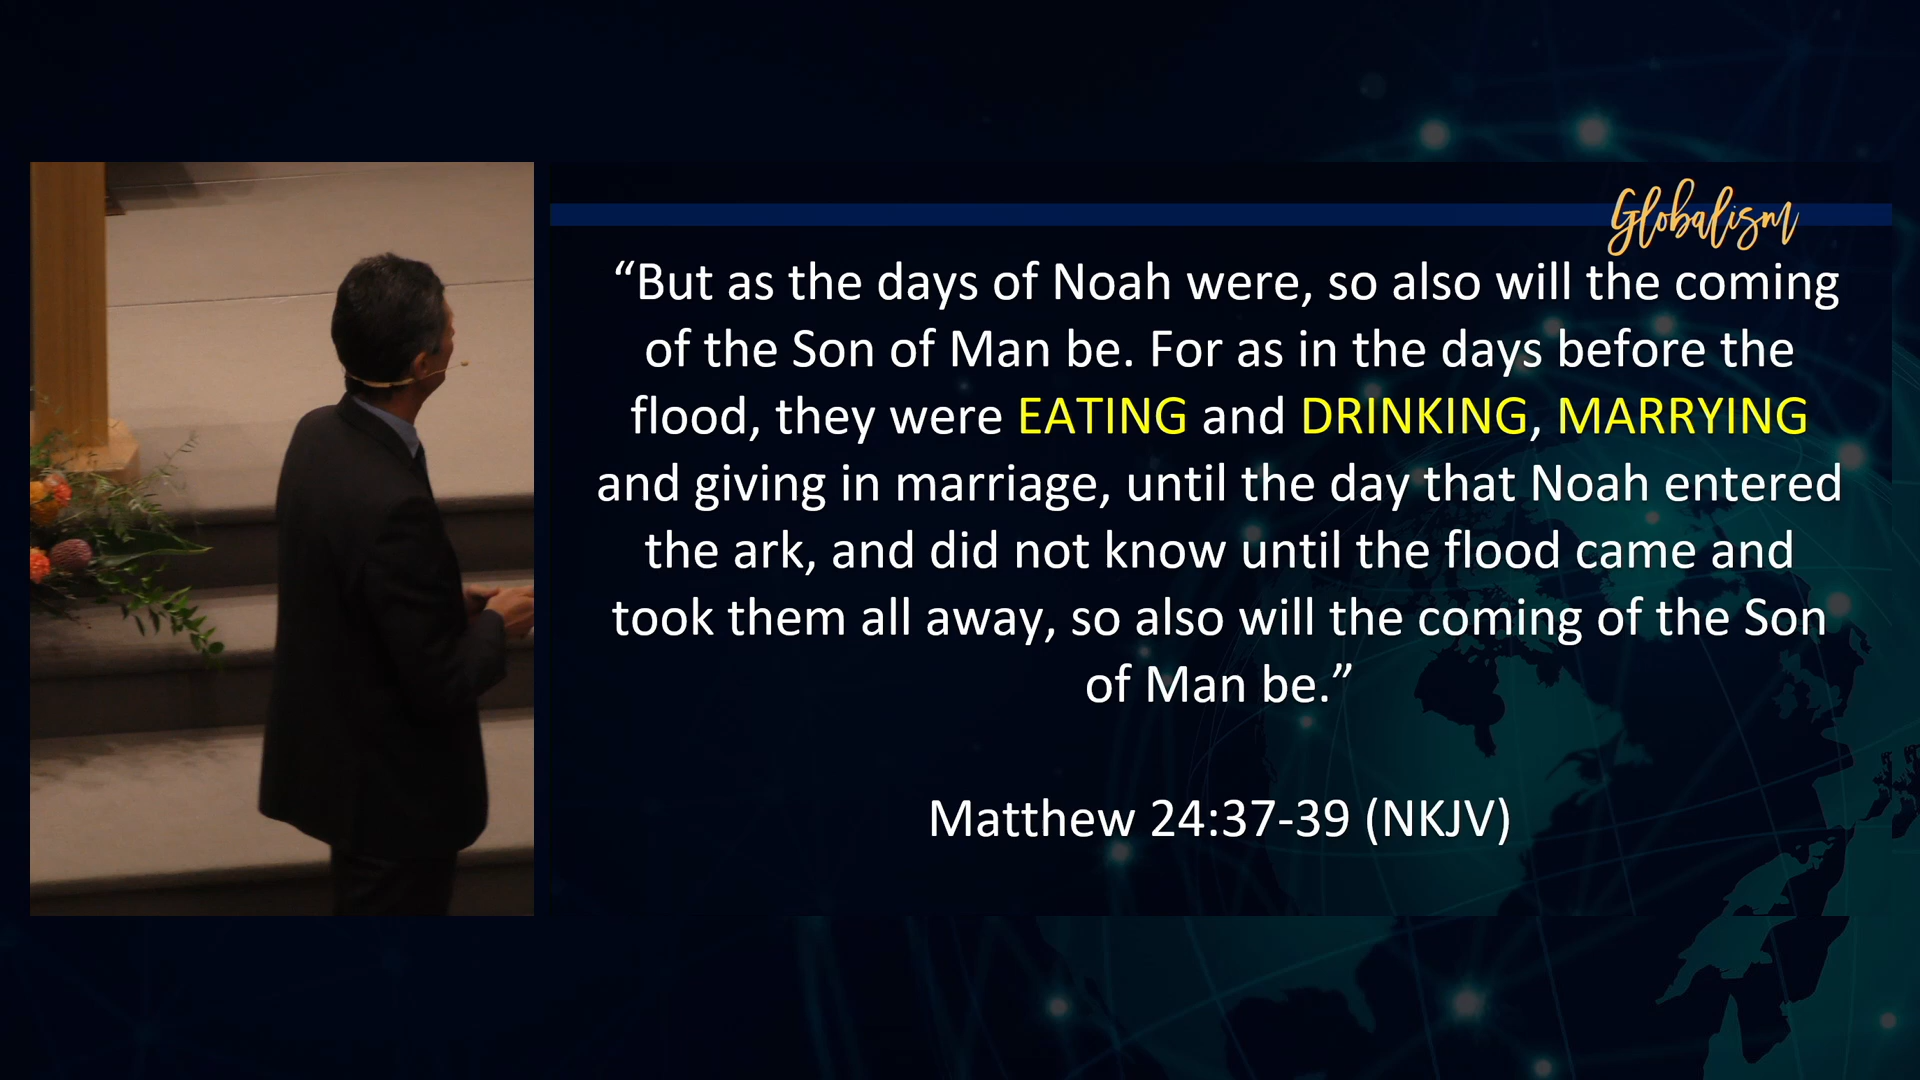 Globalism
“But as the days of Noah were, so also will the coming
of the Son of Man be. For as in the days before the
flood, they were EATING and DRINKING, MARRYING
and giving in marriage, until the day that Noah entered
the ark, and did not know until the flood came and
took them all away, so also will the coming of the Son
of Man be.”
Matthew 24:37-39 (NKJV)